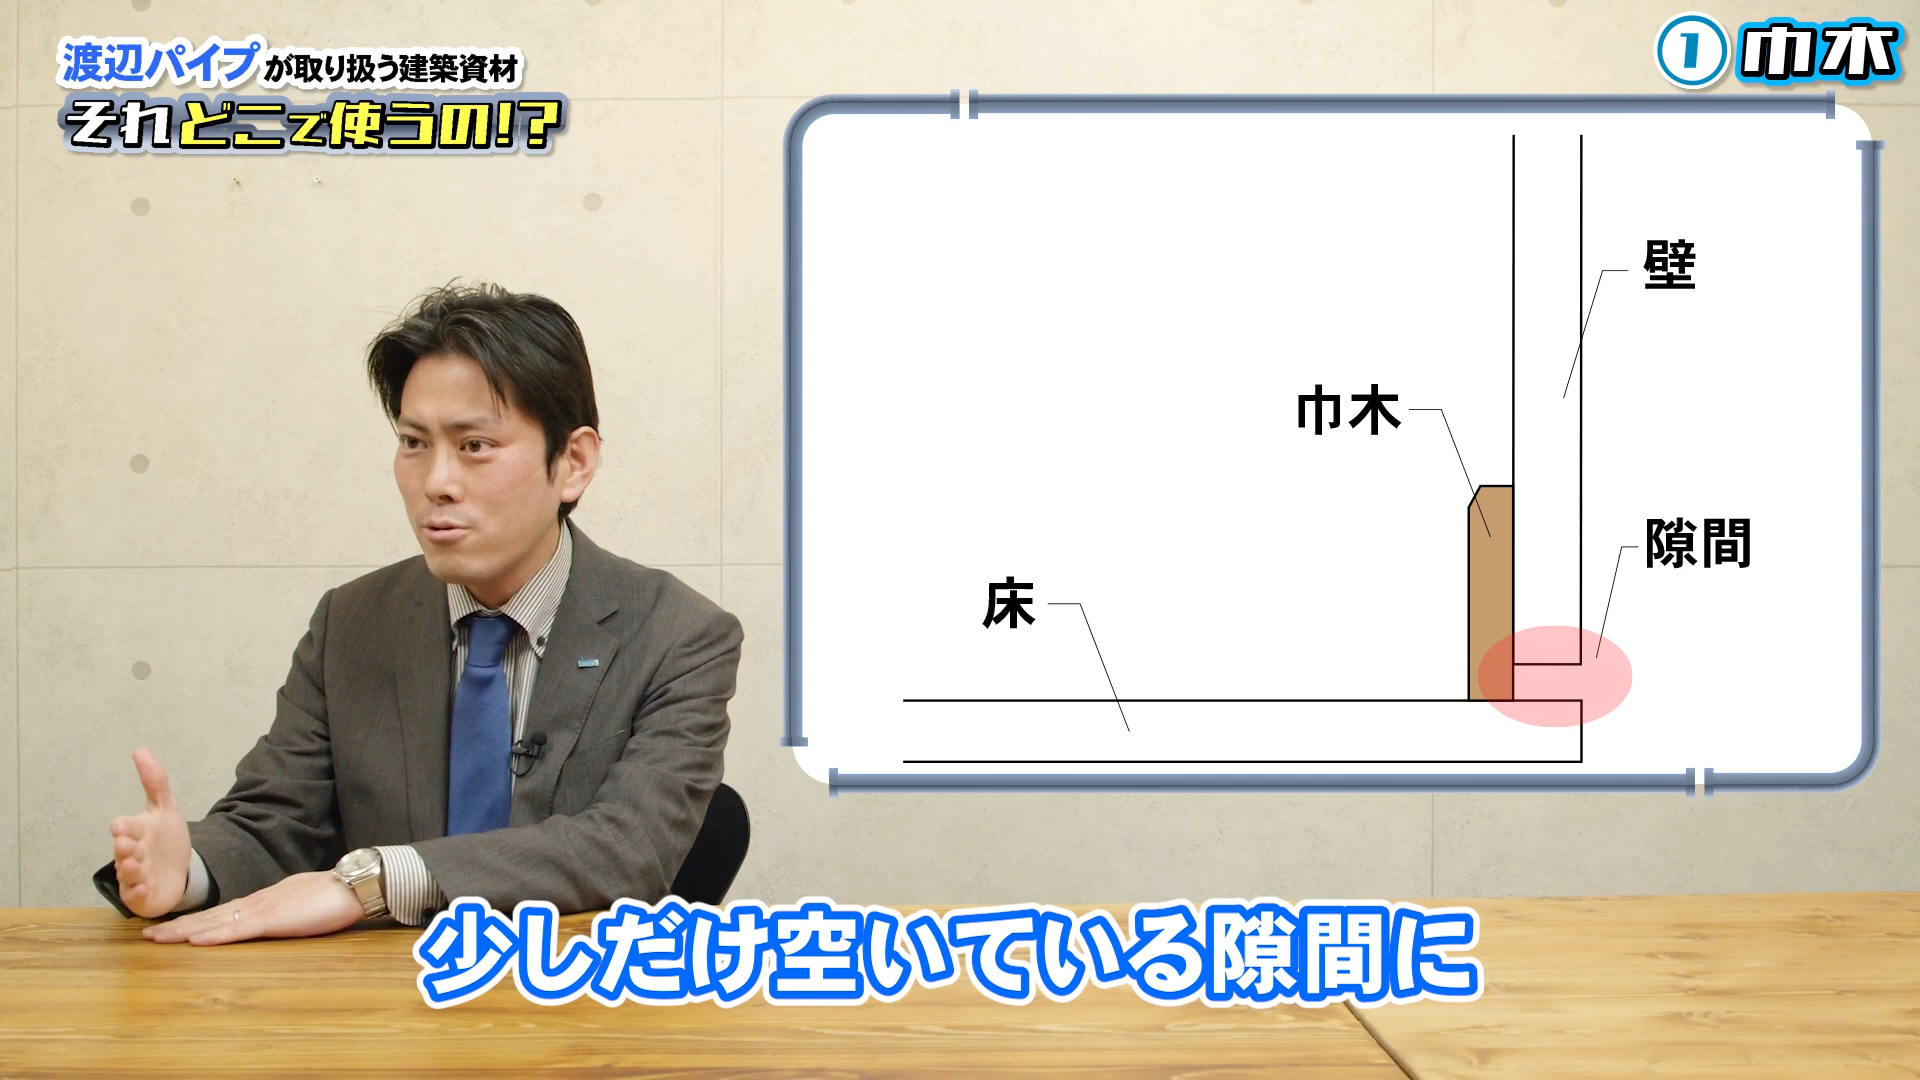 渡辺パイプが取り扱う建築資材
それどこで使うの!?
① 巾木
壁
巾木
隙間
床
少しだけ空いている隙間に